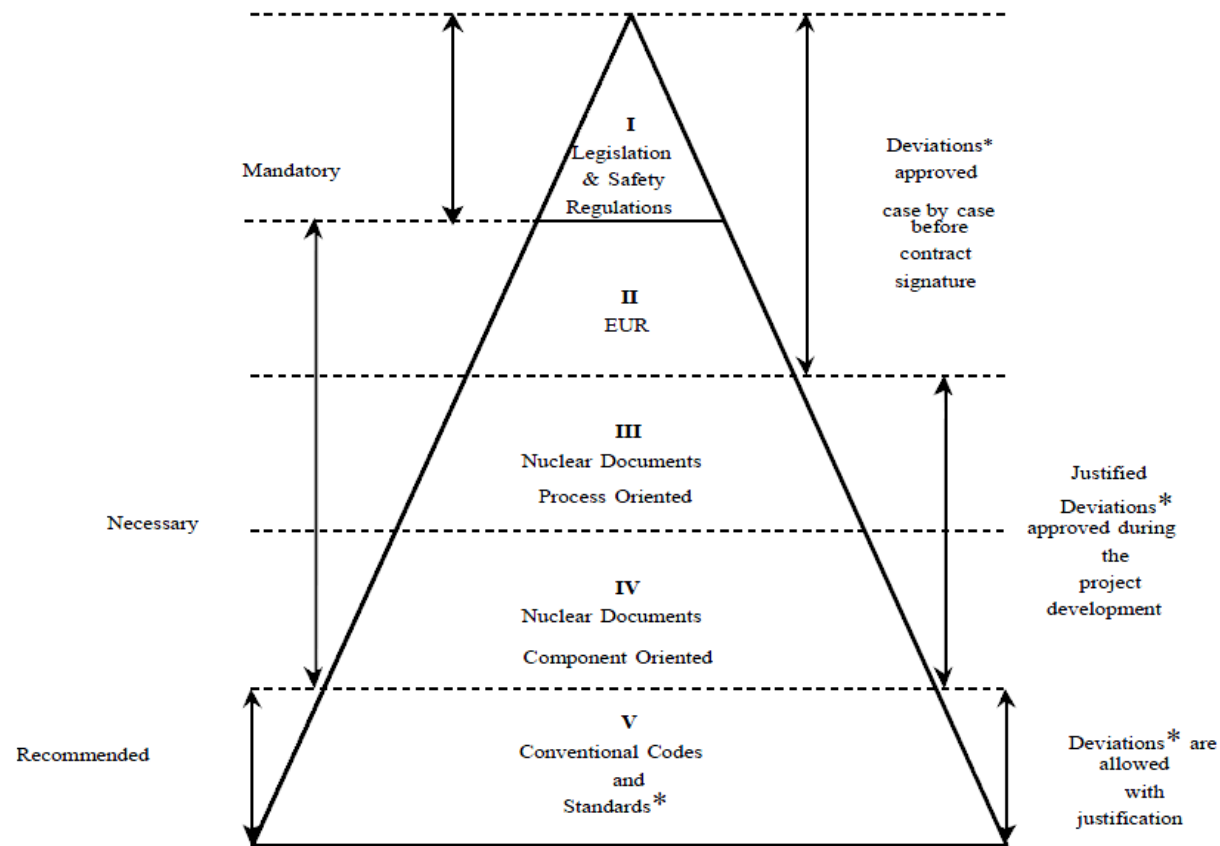 I
Legislation
& Safety
Regulations
Mandatory
Deviations*
approved
case by case
before
contract
signature
II
EUR
III
Nuclear Documents
Process Oriented
Necessary
Justified
Deviations*
approved during
the
project
development
IV
Nuclear Documents
Component Oriented
V
Conventional Codes
and
Standards*
Recommended
Deviations* are
allowed
with
justification